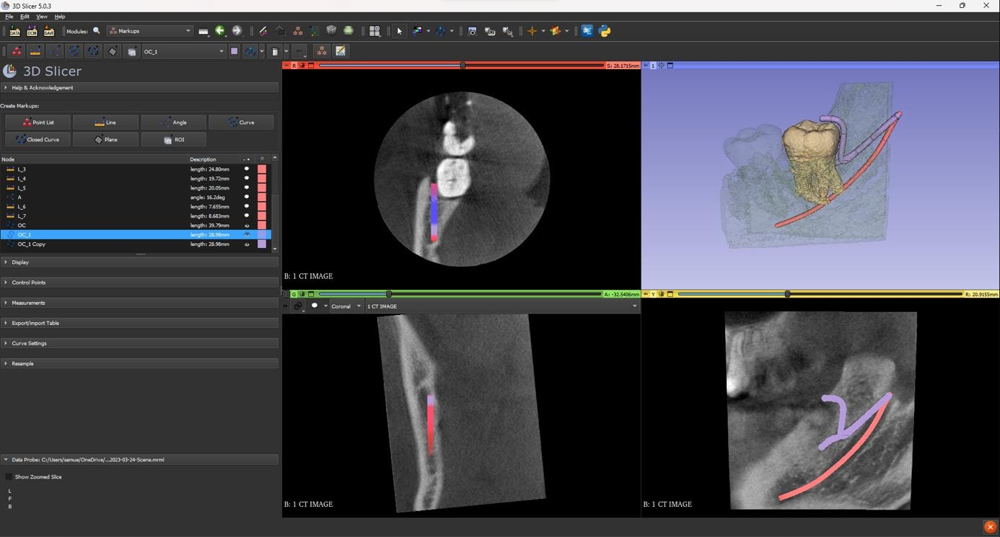 3D Slicer 5.0.3
File Edit View Help
DATA DCM SAVE Modules: Markups
OC_1
3D Slicer
Help & Acknowledgement
Create Markups:
Point List Line Angle Curve
Closed Curve Plane ROI
Node Description
L_3 length: 24.80mm
L_4 length: 19.72mm
L_5 length: 20.05mm
A angle: 16.2deg
L_6 length: 7.655mm
L_7 length: 8.683mm
OC length: 39.79mm
OC_1 length: 28.98mm
OC_1 Copy length: 28.98mm
Display
Control Points
Measurements
Export/Import Table
Curve Settings
Resample
Data Probe: C:/Users/samue/OneDrive/...2023-03-24-Scene.mrml
Show Zoomed Slice
L
F
B
R S: 28.1715mm
B: 1 CT IMAGE
1
G A: -32.5406mm
Coronal 1 CT IMAGE
B: 1 CT IMAGE
Y R: 20.9155mm
B: 1 CT IMAGE